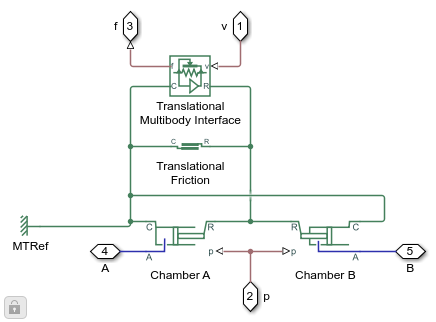 f 3 v 1
f v
C R
Translational
Multibody Interface
C R
Translational
Friction
MTRef
C R R C
4 A p p A 5
A Chamber A Chamber B B
2 p